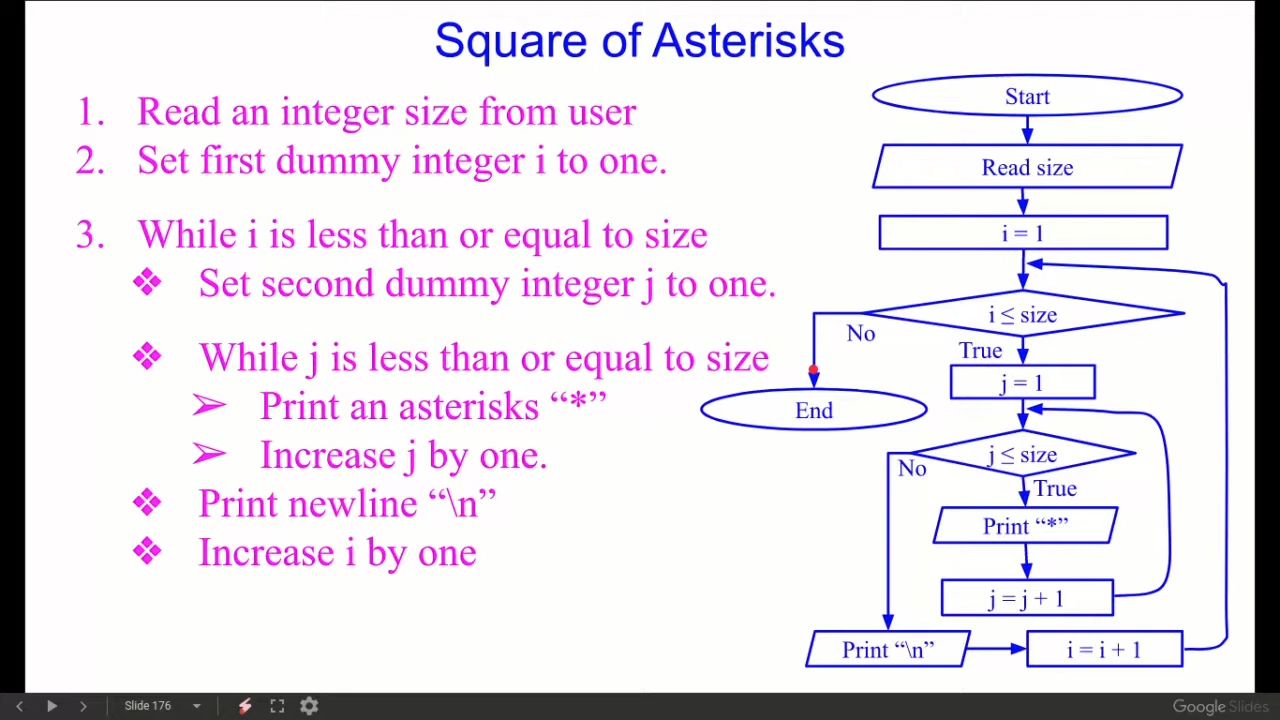 Square of Asterisks
1. Read an integer size from user
2. Set first dummy integer i to one.
3. While i is less than or equal to size
❖ Set second dummy integer j to one.
❖ While j is less than or equal to size
➢ Print an asterisks “*”
➢ Increase j by one.
❖ Print newline “\n”
❖ Increase i by one
Start
Read size
i = 1
i ≤ size
No
True
j = 1
End
j ≤ size
No
True
Print “*”
j = j + 1
Print “\n”
i = i + 1
Slide 176
Google Slides